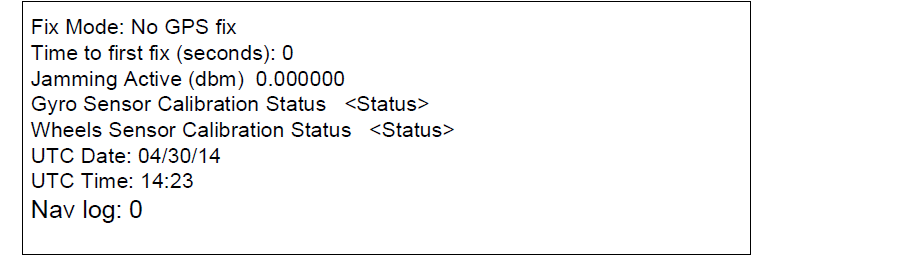 Fix Mode: No GPS fix
Time to first fix (seconds): 0
Jamming Active (dbm)  0.000000
Gyro Sensor Calibration Status   <Status>
Wheels Sensor Calibration Status   <Status>
UTC Date: 04/30/14
UTC Time: 14:23
Nav log: 0